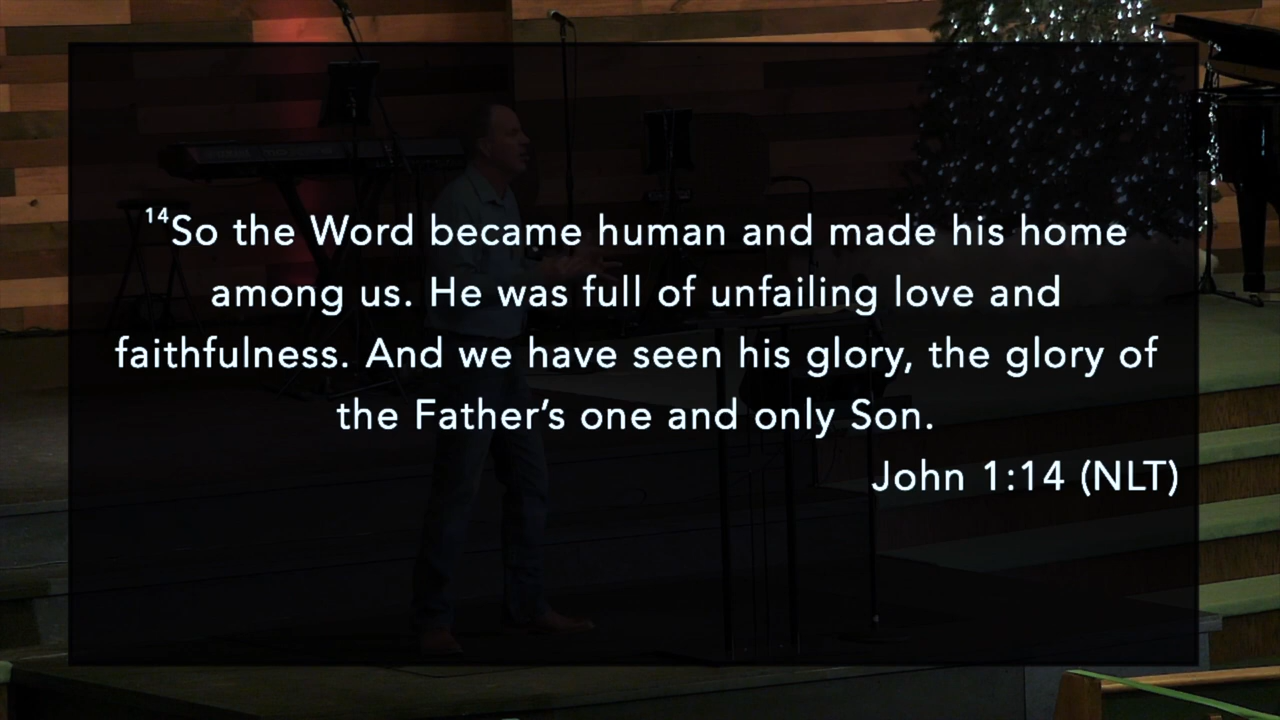 ¹⁴So the Word became human and made his home
among us. He was full of unfailing love and
faithfulness. And we have seen his glory, the glory of
the Father’s one and only Son.
John 1:14 (NLT)